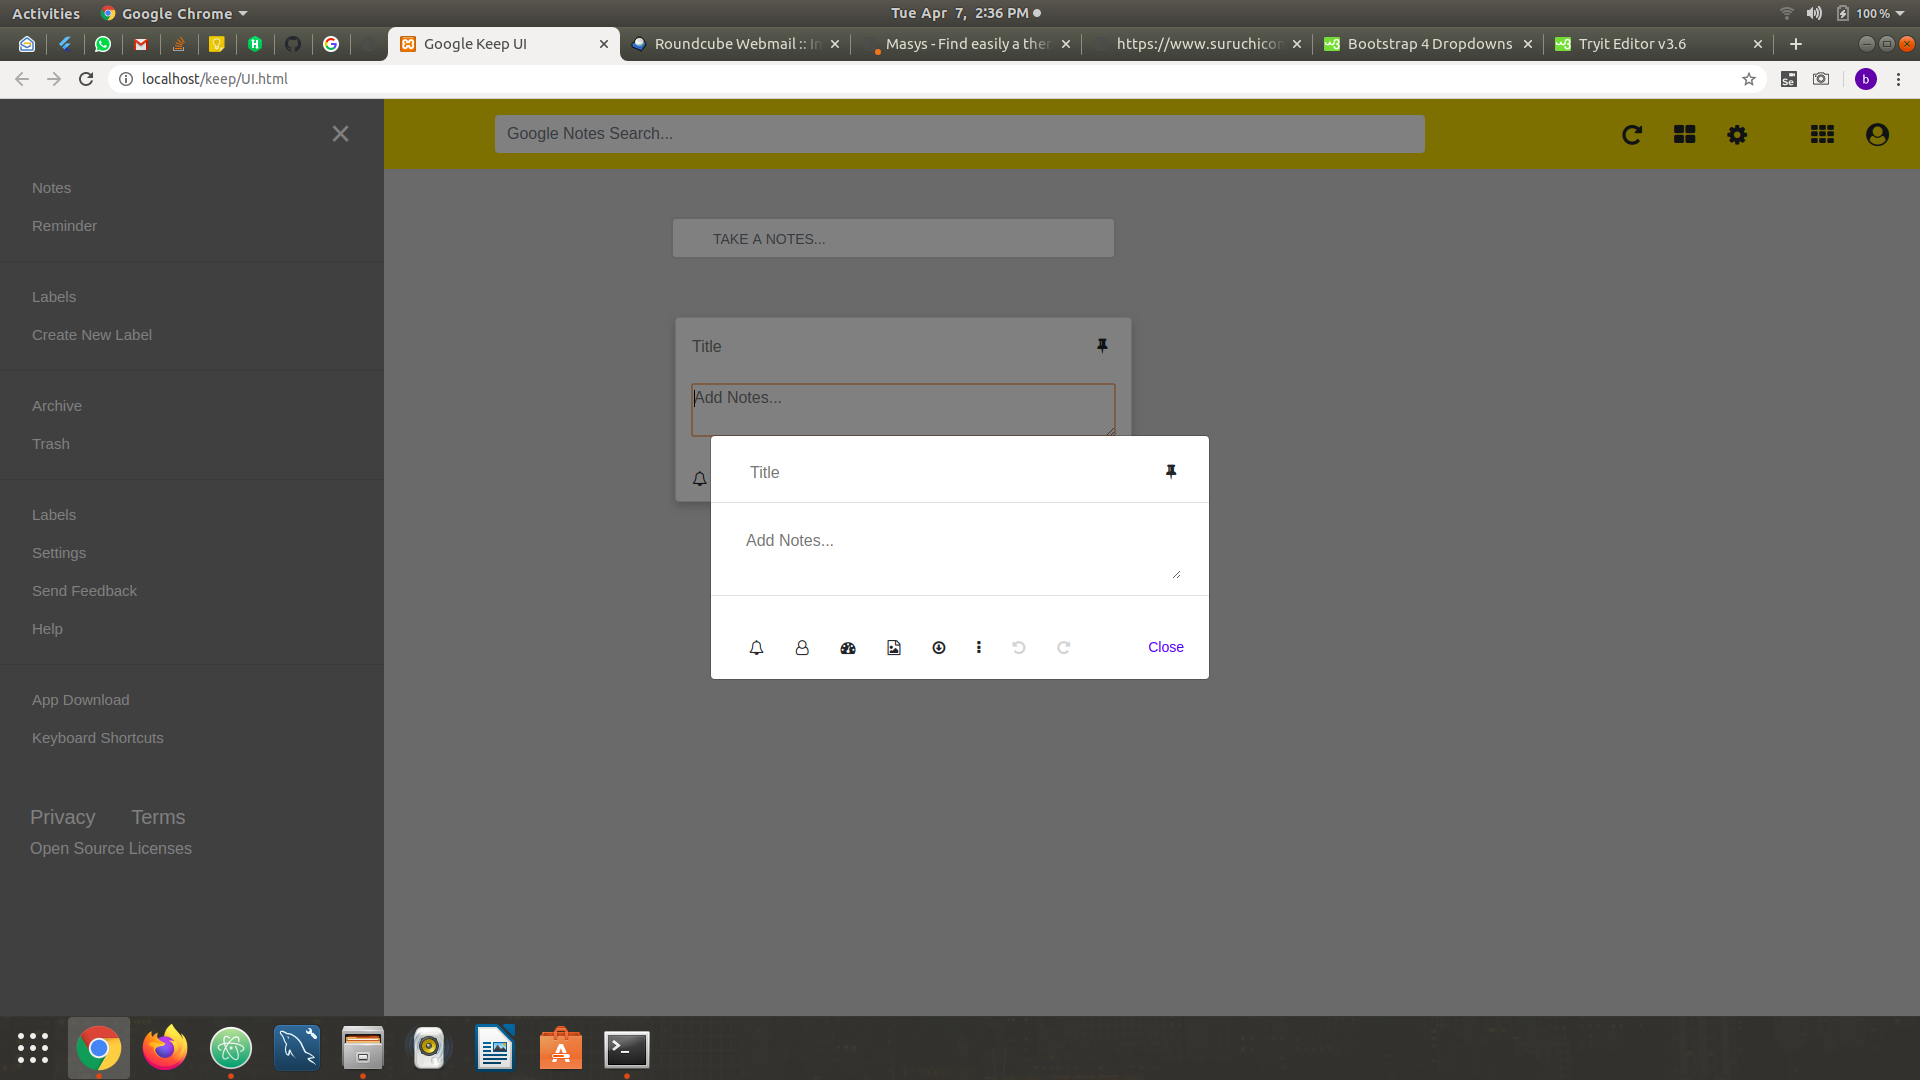 Activities
Google Chrome
Tue Apr 7, 2:36 PM
100 %
Google Keep UI
Roundcube Webmail :: In
Masys - Find easily a ther
https://www.suruchicon
Bootstrap 4 Dropdowns
Tryit Editor v3.6
localhost/keep/UI.html
Se
b
Google Notes Search...
Notes
Reminder
Labels
Create New Label
Archive
Trash
Labels
Settings
Send Feedback
Help
App Download
Keyboard Shortcuts
Privacy
Terms
Open Source Licenses
TAKE A NOTES...
Title
Add Notes...
Title
Add Notes...
Close